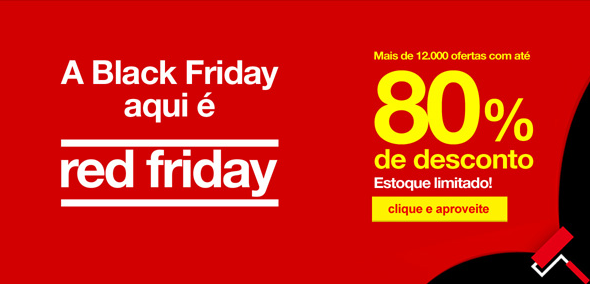 A Black Friday
aqui é
red friday
Mais de 12.000 ofertas com até
80%
de desconto
Estoque limitado!
clique e aproveite